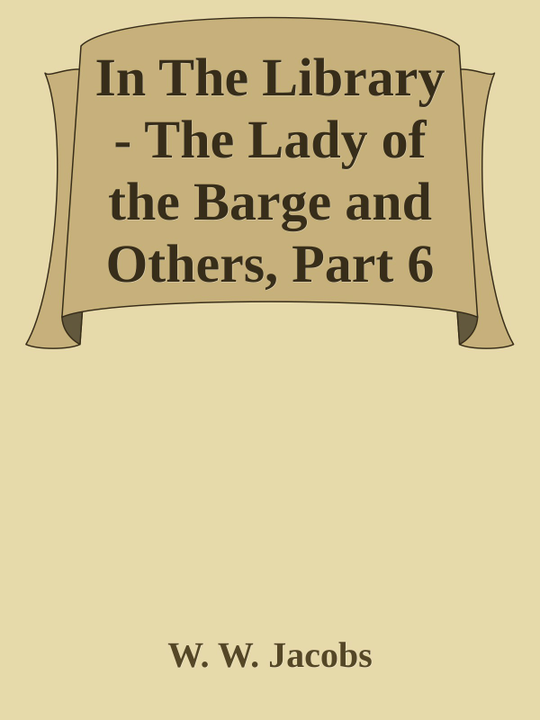 In The Library
- The Lady of
the Barge and
Others, Part 6
W. W. Jacobs